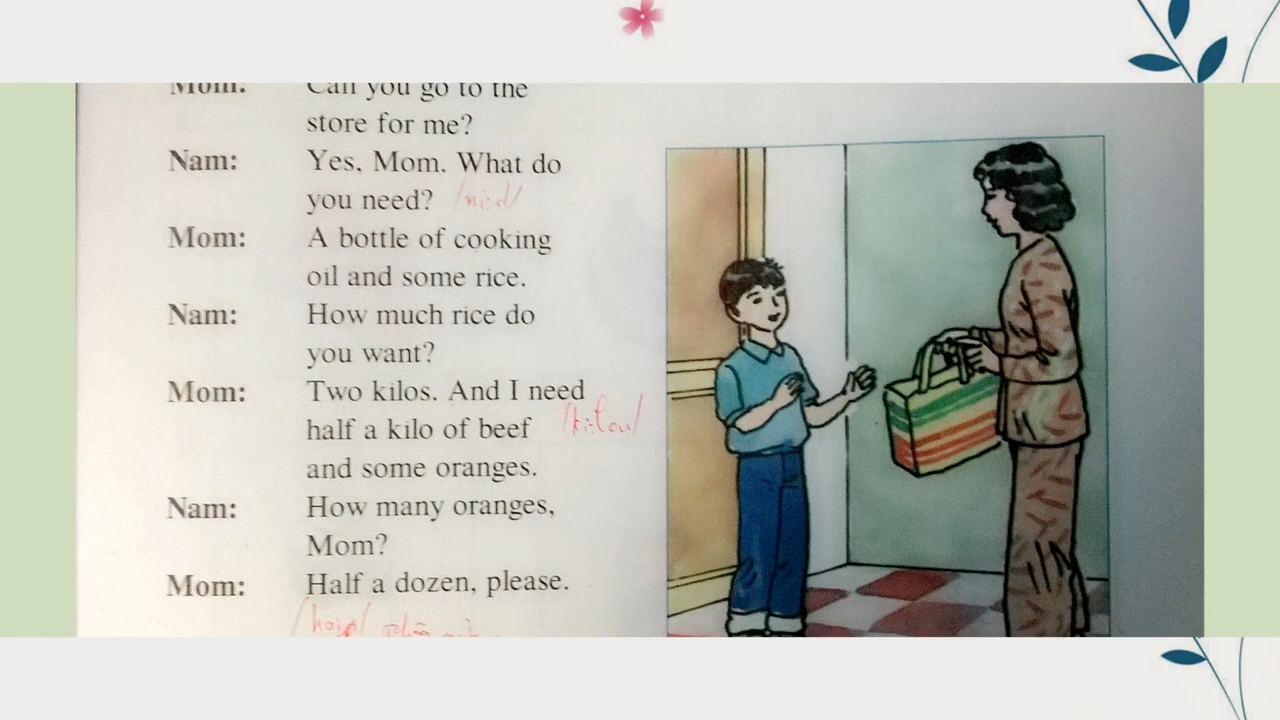 Mom: Can you go to the
store for me?
Nam: Yes, Mom. What do
you need? /ni:d/
Mom: A bottle of cooking
oil and some rice.
Nam: How much rice do
you want?
Mom: Two kilos. And I need
half a kilo of beef
and some oranges.
Nam: How many oranges,
Mom?
Mom: Half a dozen, please.